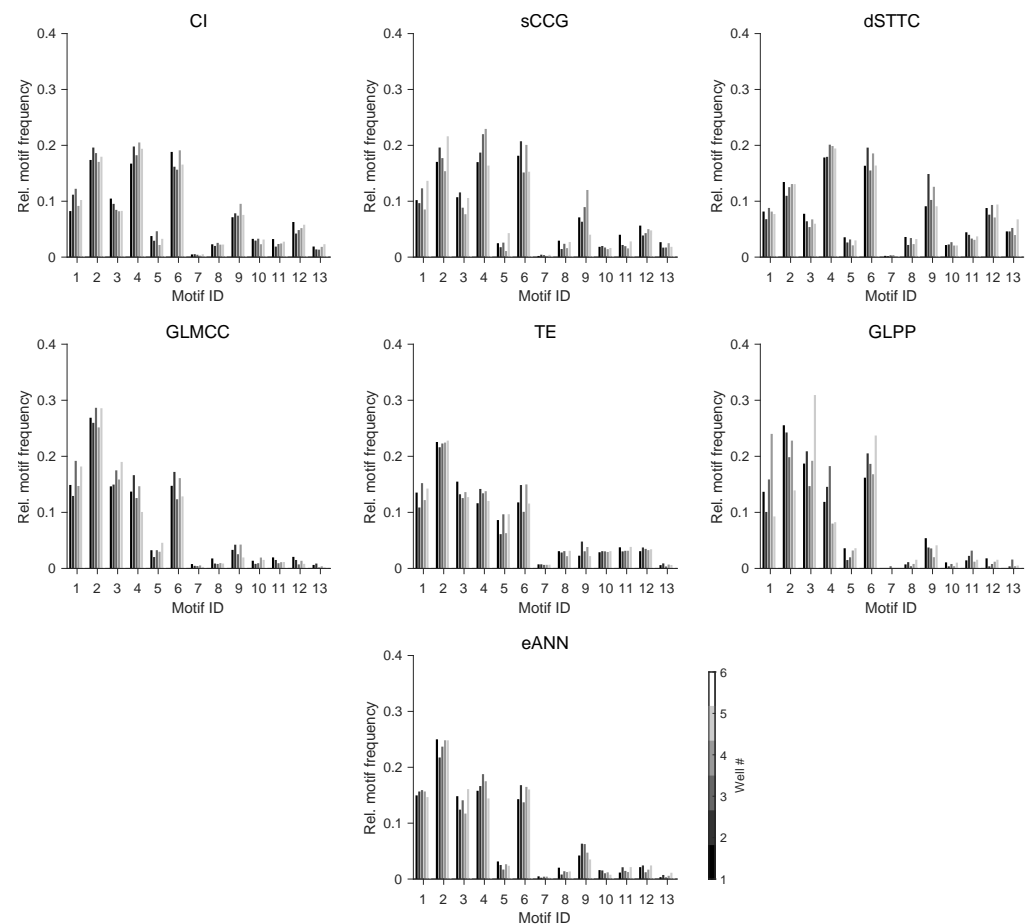 CI
sCCG
dSTTC
0.4
0.3
0.2
0.1
0
Rel. motif frequency
1 2 3 4 5 6 7 8 9 10 11 12 13
Motif ID
0.4
0.3
0.2
0.1
0
Rel. motif frequency
1 2 3 4 5 6 7 8 9 10 11 12 13
Motif ID
0.4
0.3
0.2
0.1
0
Rel. motif frequency
1 2 3 4 5 6 7 8 9 10 11 12 13
Motif ID
GLMCC
TE
GLPP
0.4
0.3
0.2
0.1
0
Rel. motif frequency
1 2 3 4 5 6 7 8 9 10 11 12 13
Motif ID
0.4
0.3
0.2
0.1
0
Rel. motif frequency
1 2 3 4 5 6 7 8 9 10 11 12 13
Motif ID
0.4
0.3
0.2
0.1
0
Rel. motif frequency
1 2 3 4 5 6 7 8 9 10 11 12 13
Motif ID
eANN
0.4
0.3
0.2
0.1
0
Rel. motif frequency
1 2 3 4 5 6 7 8 9 10 11 12 13
Motif ID
6
5
4
3
2
1
Well #